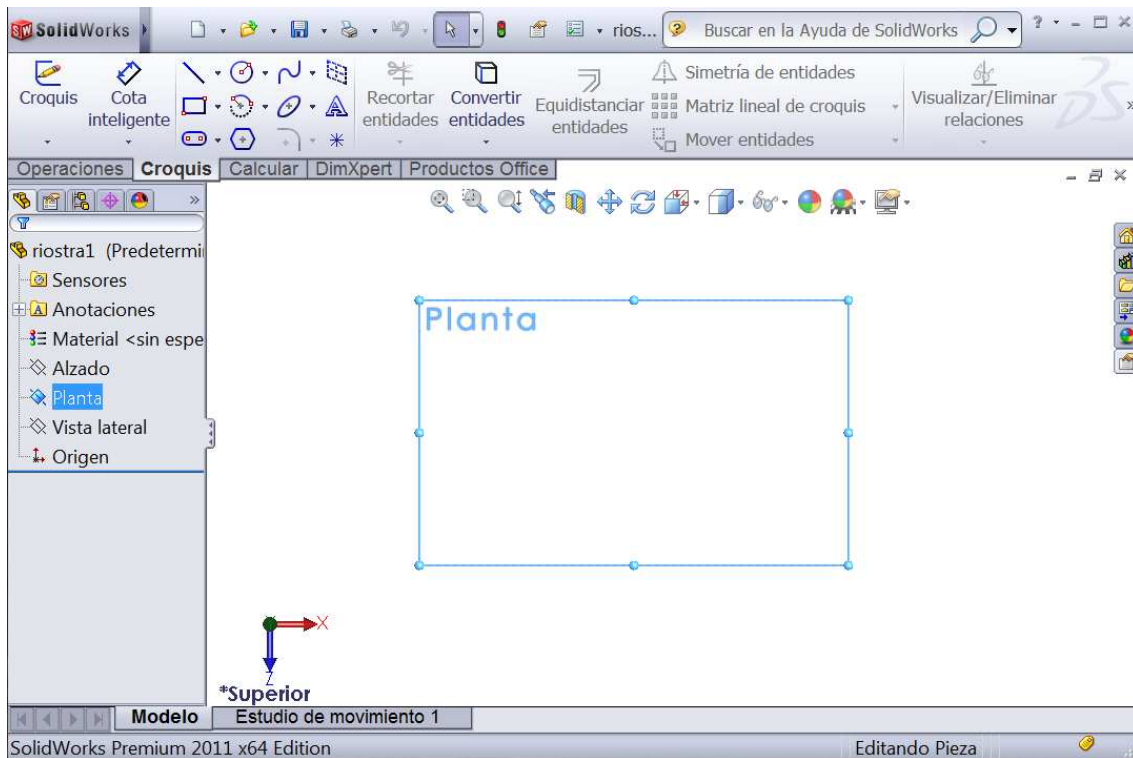 SolidWorks
rios...
Buscar en la Ayuda de SolidWorks
Croquis
Cota inteligente
Recortar entidades
Convertir entidades
Equidistanciar entidades
Simetría de entidades
Matriz lineal de croquis
Mover entidades
Visualizar/Eliminar relaciones
Operaciones
Croquis
Calcular
DimXpert
Productos Office
riostra1 (Predetermi
Sensores
Anotaciones
Material <sin espe
Alzado
Planta
Vista lateral
Origen
Planta
X
Z
*Superior
Modelo
Estudio de movimiento 1
SolidWorks Premium 2011 x64 Edition
Editando Pieza